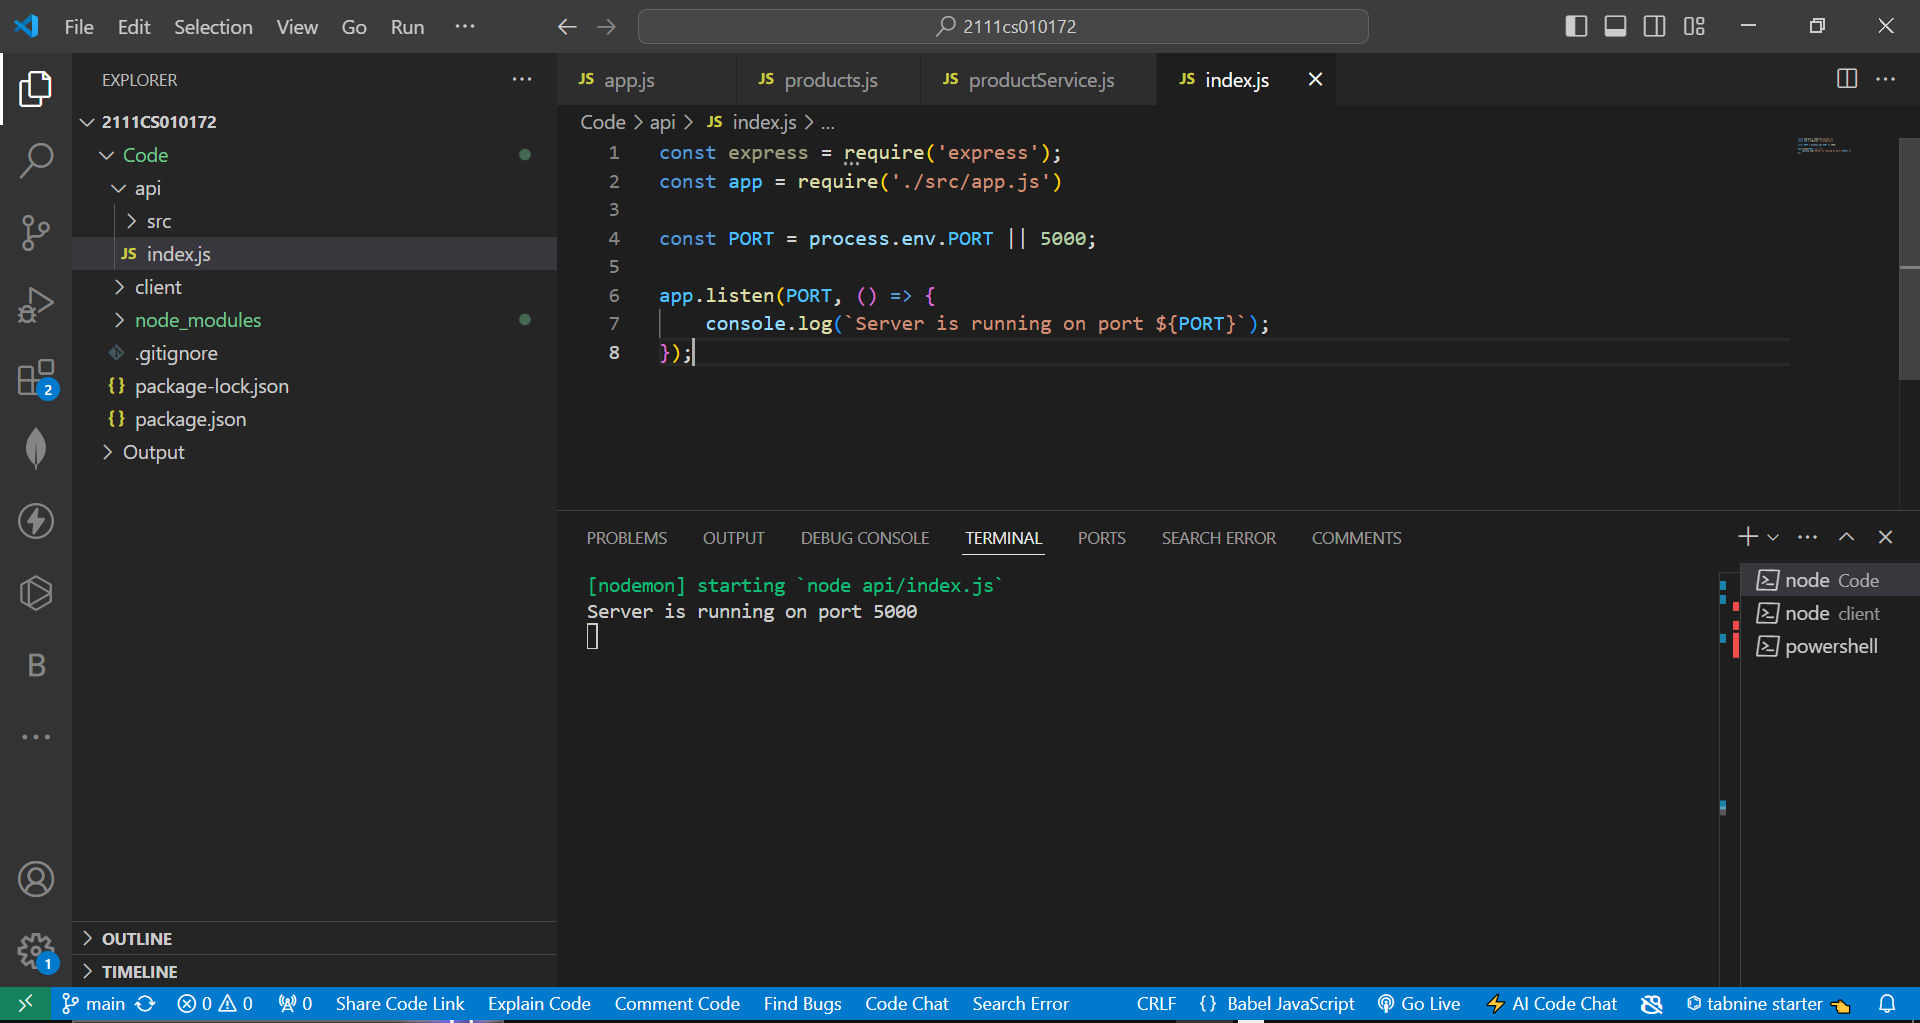 File Edit Selection View Go Run ··· 2111cs010172
EXPLORER ···
2111CS010172
Code
api
src
JS index.js
client
node_modules
.gitignore
{} package-lock.json
{} package.json
Output
OUTLINE
TIMELINE
2
B
1
JS app.js JS products.js JS productService.js JS index.js
Code > api > JS index.js > ...
1 const express = require('express');
2 const app = require('./src/app.js')
3
4 const PORT = process.env.PORT || 5000;
5
6 app.listen(PORT, () => {
7 console.log(`Server is running on port ${PORT}`);
8 });
PROBLEMS OUTPUT DEBUG CONSOLE TERMINAL PORTS SEARCH ERROR COMMENTS
[nodemon] starting `node api/index.js`
Server is running on port 5000
node Code
node client
powershell
main 0 0 0 Share Code Link Explain Code Comment Code Find Bugs Code Chat Search Error CRLF {} Babel JavaScript Go Live AI Code Chat tabnine starter